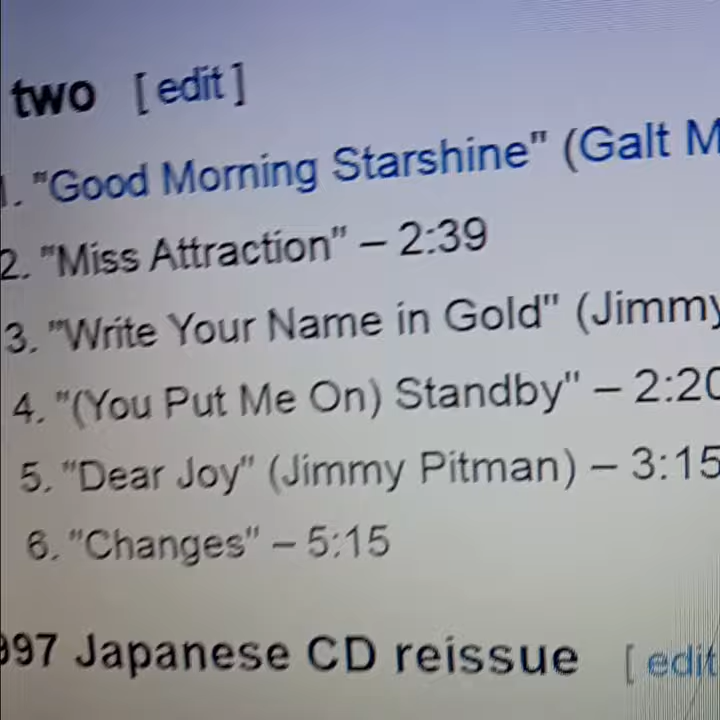 two [ edit ]
1. "Good Morning Starshine" (Galt M
2. "Miss Attraction" – 2:39
3. "Write Your Name in Gold" (Jimmy
4. "(You Put Me On) Standby" – 2:20
5. "Dear Joy" (Jimmy Pitman) – 3:15
6. "Changes" – 5:15
997 Japanese CD reissue [ edit